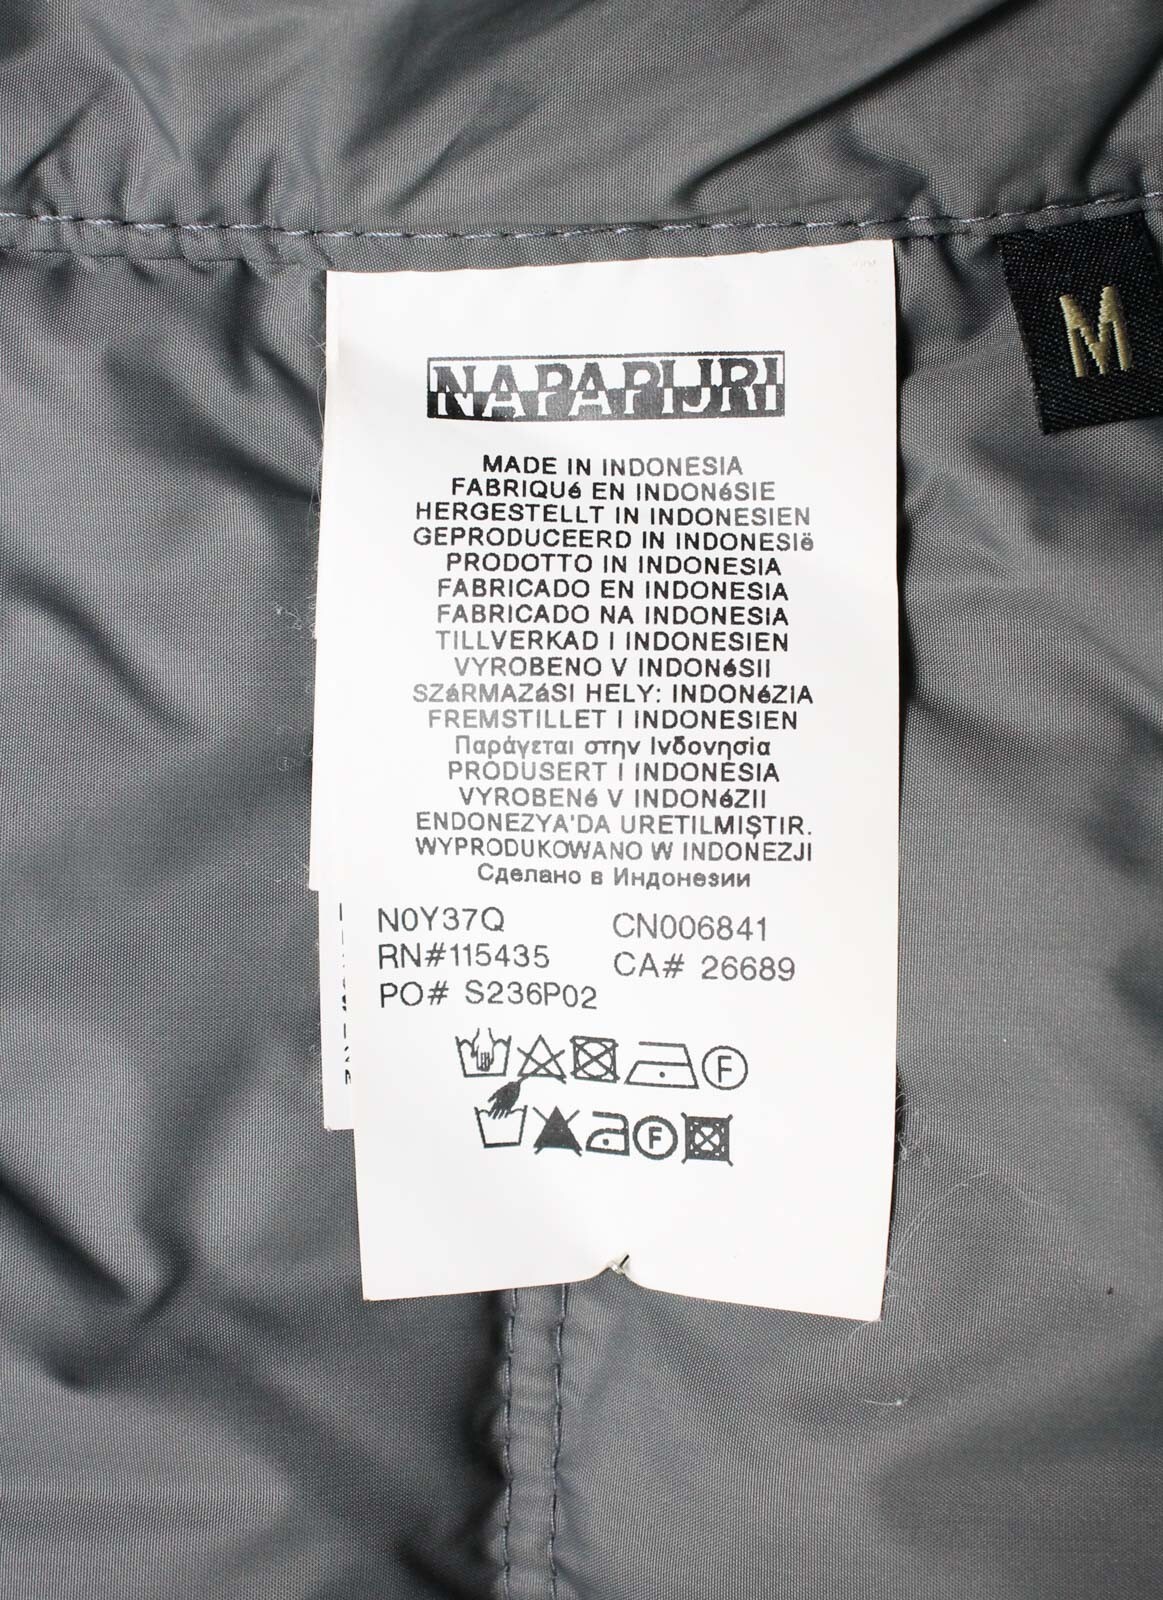 NAPAPIJRI
M
MADE IN INDONESIA
FABRIQUé EN INDONéSIE
HERGESTELLT IN INDONESIEN
GEPRODUCEERD IN INDONESIë
PRODOTTO IN INDONESIA
FABRICADO EN INDONESIA
FABRICADO NA INDONESIA
TILLVERKAD I INDONESIEN
VYROBENO V INDONéSII
SZáRMAZáSI HELY: INDONéZIA
FREMSTILLET I INDONESIEN
Παράγεται στην Ινδονησία
PRODUSERT I INDONESIA
VYROBENé V INDONéZII
ENDONEZYA'DA URETILMIŞTIR.
WYPRODUKOWANO W INDONEZJI
Сделано в Индонезии
N0Y37Q CN006841
RN#115435 CA# 26689
PO# S236P02
F
F